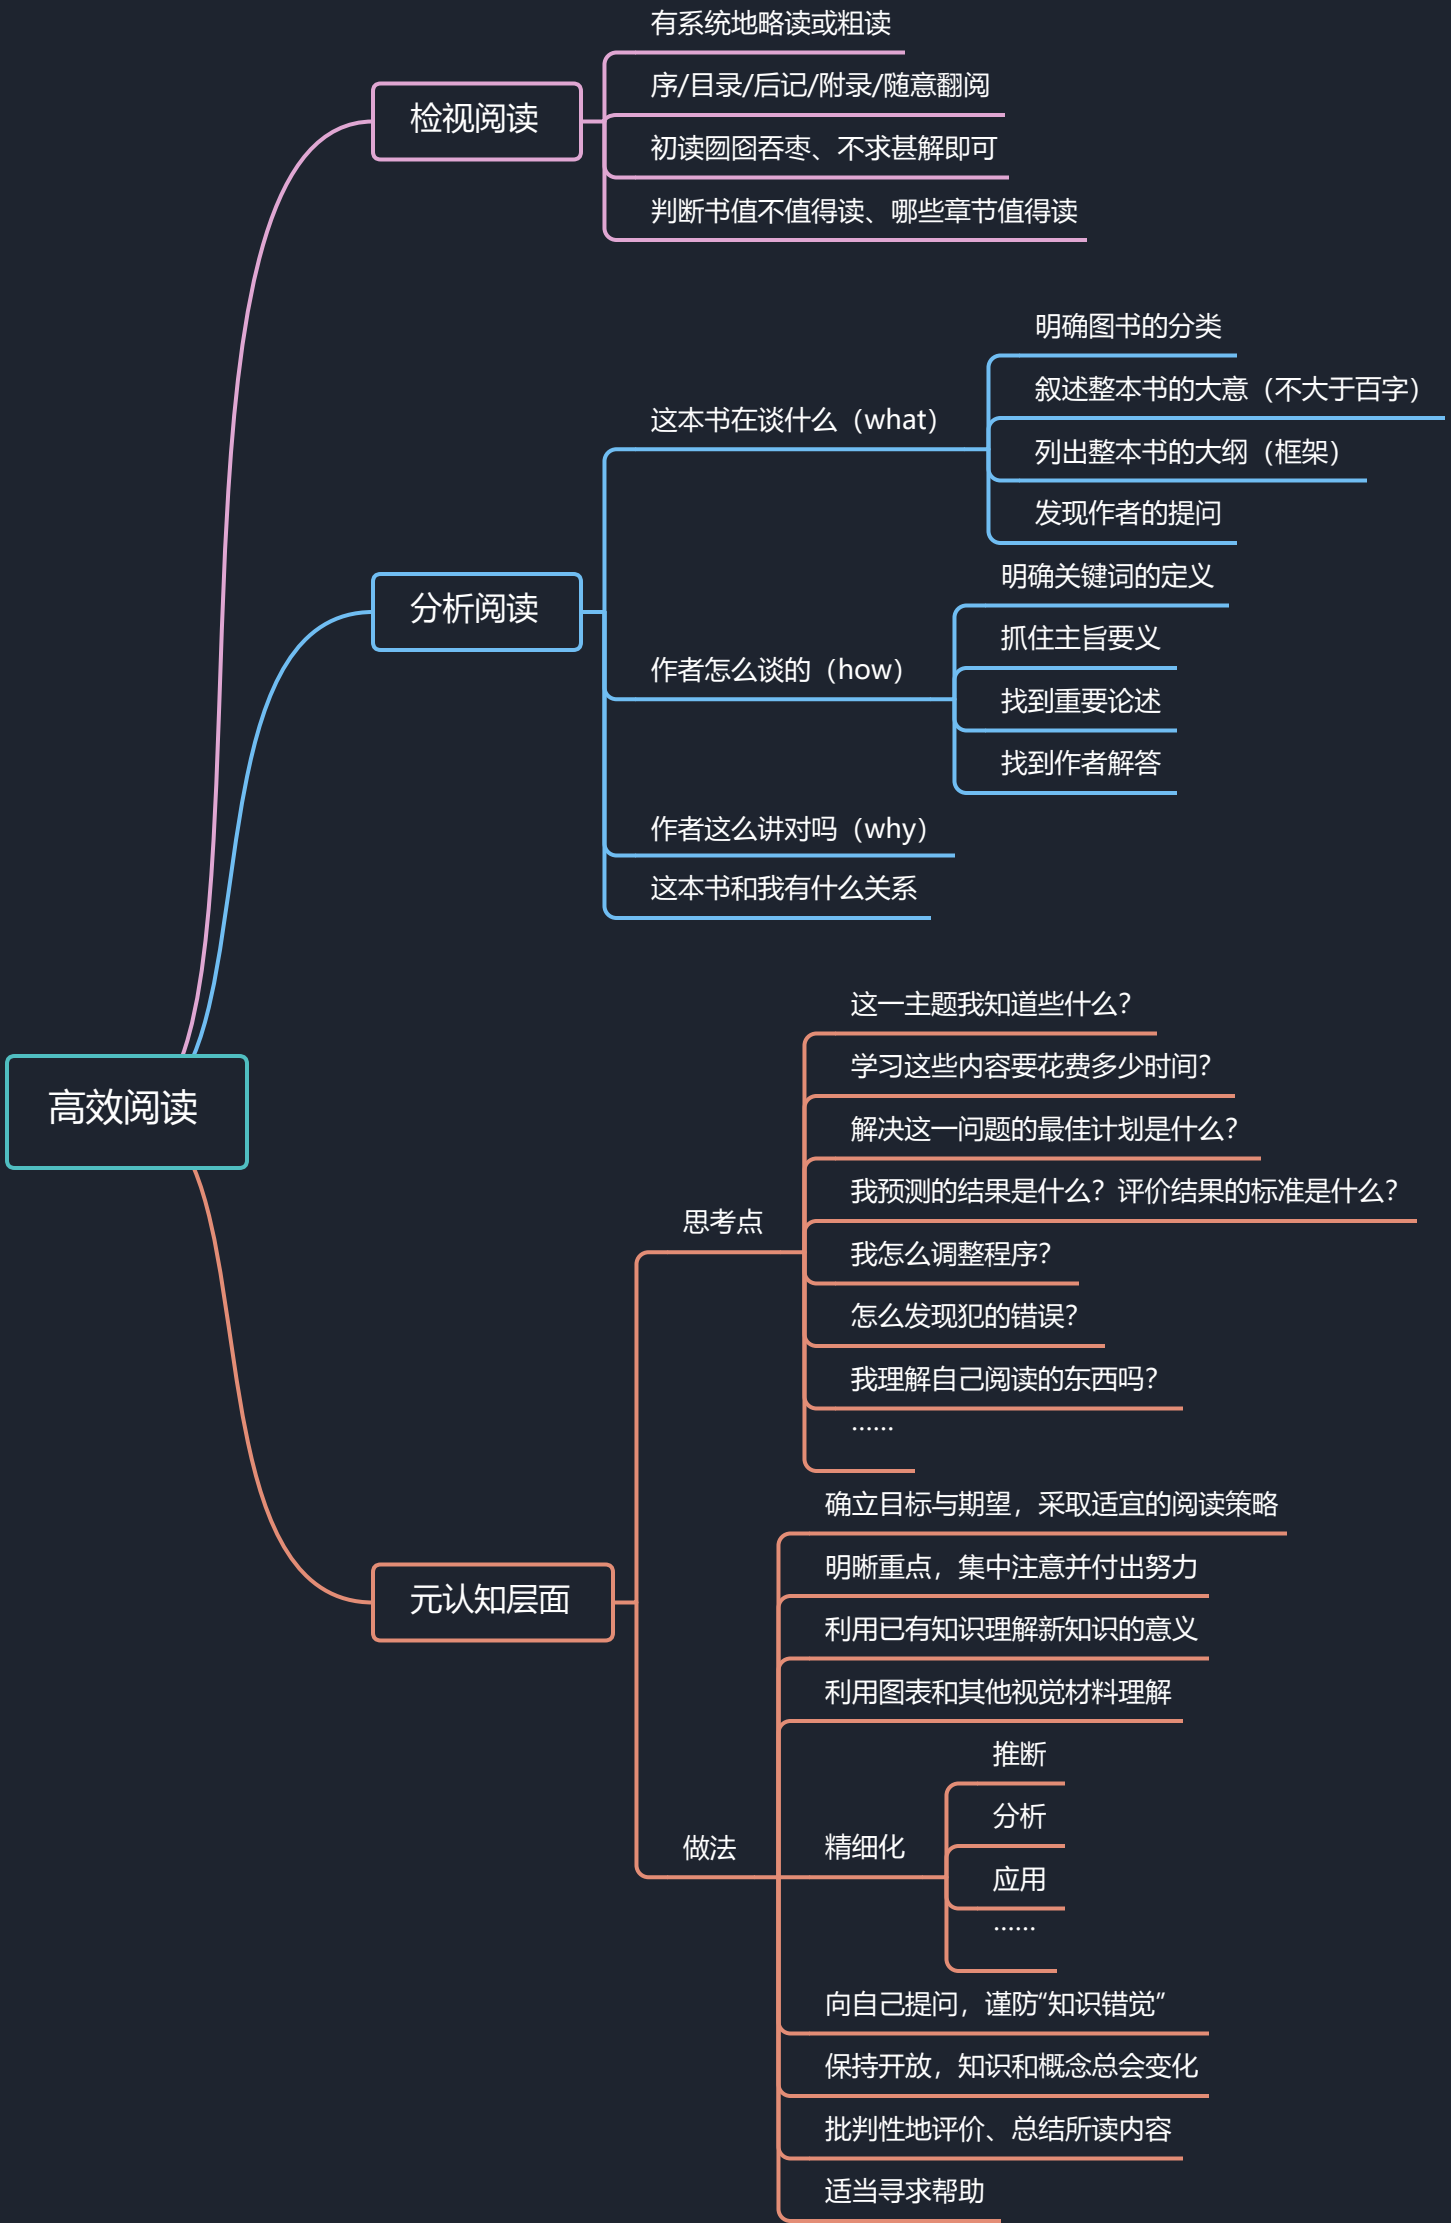 高效阅读
检视阅读
有系统地略读或粗读
序/目录/后记/附录/随意翻阅
初读囫囵吞枣、不求甚解即可
判断书值不值得读、哪些章节值得读
分析阅读
这本书在谈什么（what）
明确图书的分类
叙述整本书的大意（不大于百字）
列出整本书的大纲（框架）
发现作者的提问
作者怎么谈的（how）
明确关键词的定义
抓住主旨要义
找到重要论述
找到作者解答
作者这么讲对吗（why）
这本书和我有什么关系
元认知层面
思考点
这一主题我知道些什么？
学习这些内容要花费多少时间？
解决这一问题的最佳计划是什么？
我预测的结果是什么？评价结果的标准是什么？
我怎么调整程序？
怎么发现犯的错误？
我理解自己阅读的东西吗？
……
做法
确立目标与期望，采取适宜的阅读策略
明晰重点，集中注意并付出努力
利用已有知识理解新知识的意义
利用图表和其他视觉材料理解
精细化
推断
分析
应用
……
向自己提问，谨防“知识错觉”
保持开放，知识和概念总会变化
批判性地评价、总结所读内容
适当寻求帮助